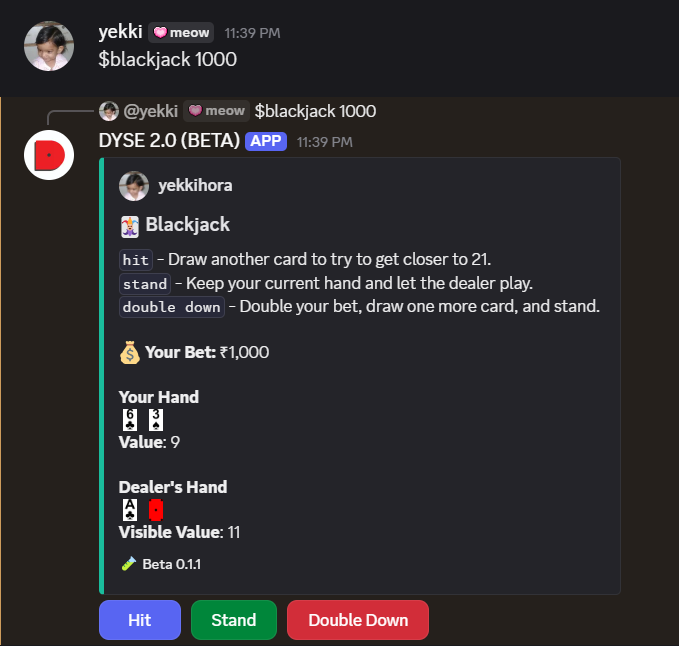 yekki meow 11:39 PM
$blackjack 1000
@yekki meow $blackjack 1000
DYSE 2.0 (BETA) APP 11:39 PM
yekkihora
Blackjack
hit - Draw another card to try to get closer to 21.
stand - Keep your current hand and let the dealer play.
double down - Double your bet, draw one more card, and stand.
Your Bet: ₹1,000
Your Hand
6♣ 3♠
Value: 9
Dealer's Hand
A♣
Visible Value: 11
Beta 0.1.1
Hit Stand Double Down